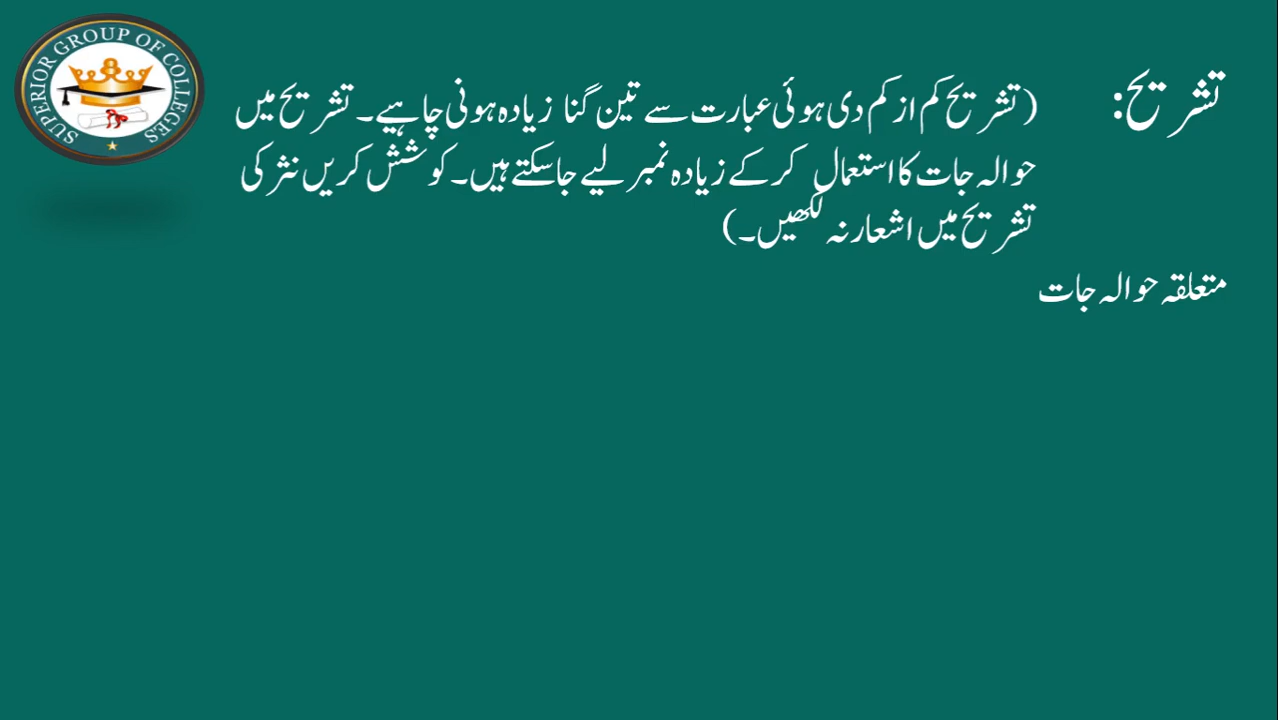 SUPERIOR GROUP OF COLLEGES
تشریح: (تشریح کم از کم دی ہوئی عبارت سے تین گنا زیادہ ہونی چاہیے۔ تشریح میں
حوالہ جات کا استعمال کرکے زیادہ نمبر لیے جاسکتے ہیں۔ کوشش کریں نثر کی
تشریح میں اشعار نہ لکھیں۔)
متعلقہ حوالہ جات